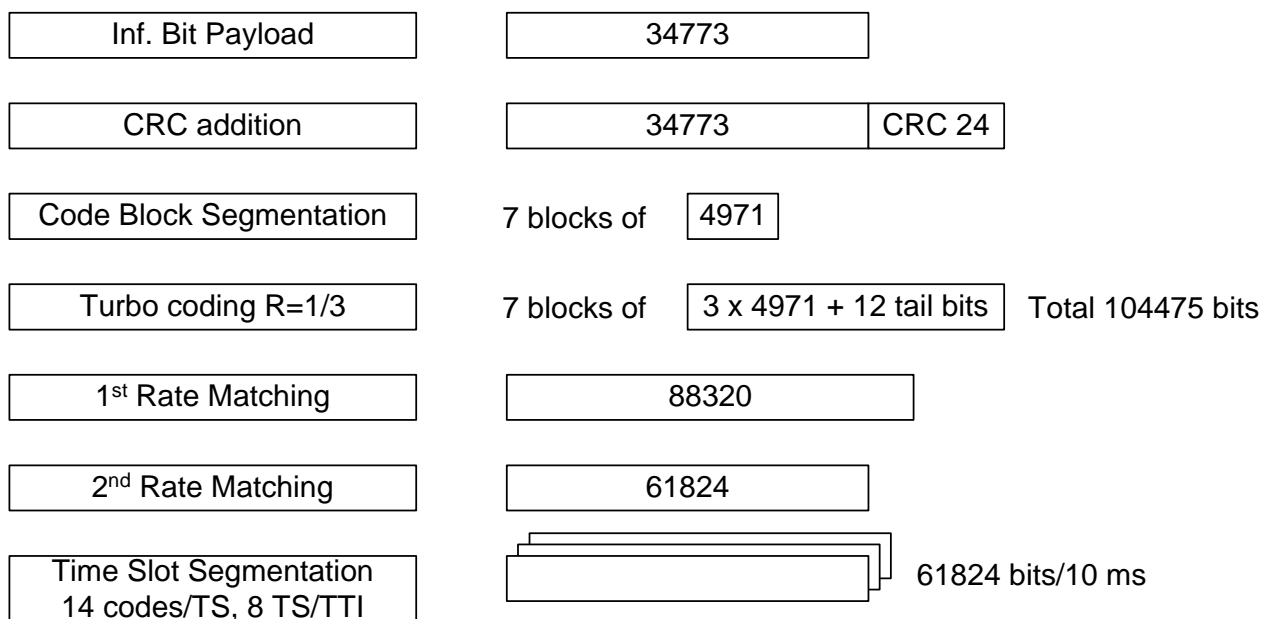 Inf. Bit Payload 34773
CRC addition 34773 CRC 24
Code Block Segmentation 7 blocks of 4971
Turbo coding R=1/3 7 blocks of 3 x 4971 + 12 tail bits Total 104475 bits
1st Rate Matching 88320
2nd Rate Matching 61824
Time Slot Segmentation
14 codes/TS, 8 TS/TTI
61824 bits/10 ms